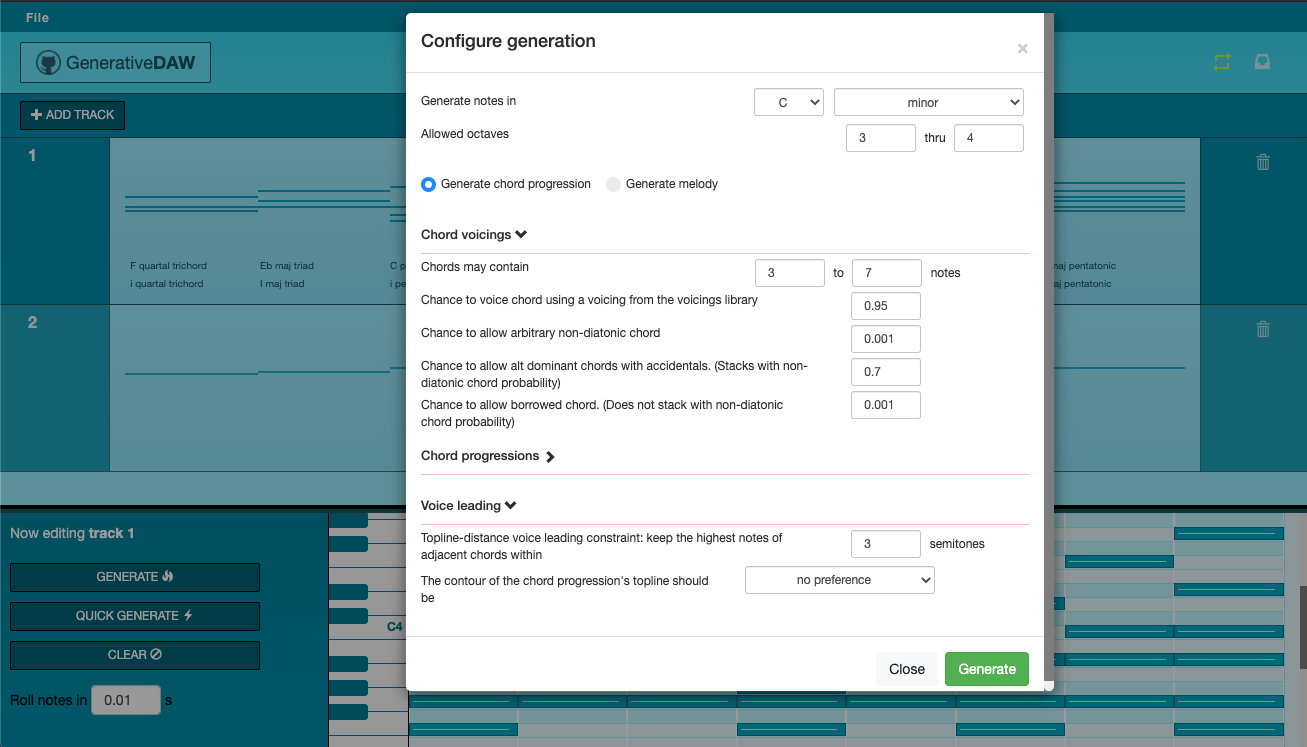 File
GenerativeDAW
ADD TRACK
1
F quartal trichord
i quartal trichord
Eb maj triad
I maj triad
maj pentatonic
2
Configure generation
×
Generate notes in
C
minor
Allowed octaves
3
thru
4
Generate chord progression
Generate melody
Chord voicings
Chords may contain
3
to
7
notes
Chance to voice chord using a voicing from the voicings library
0.95
Chance to allow arbitrary non-diatonic chord
0.001
Chance to allow alt dominant chords with accidentals. (Stacks with non-
diatonic chord probability)
0.7
Chance to allow borrowed chord. (Does not stack with non-diatonic
chord probability)
0.001
Chord progressions
Voice leading
Topline-distance voice leading constraint: keep the highest notes of
adjacent chords within
3
semitones
The contour of the chord progression's topline should
be
no preference
Close
Generate
Now editing track 1
GENERATE
QUICK GENERATE
CLEAR
Roll notes in
0.01
s
C4